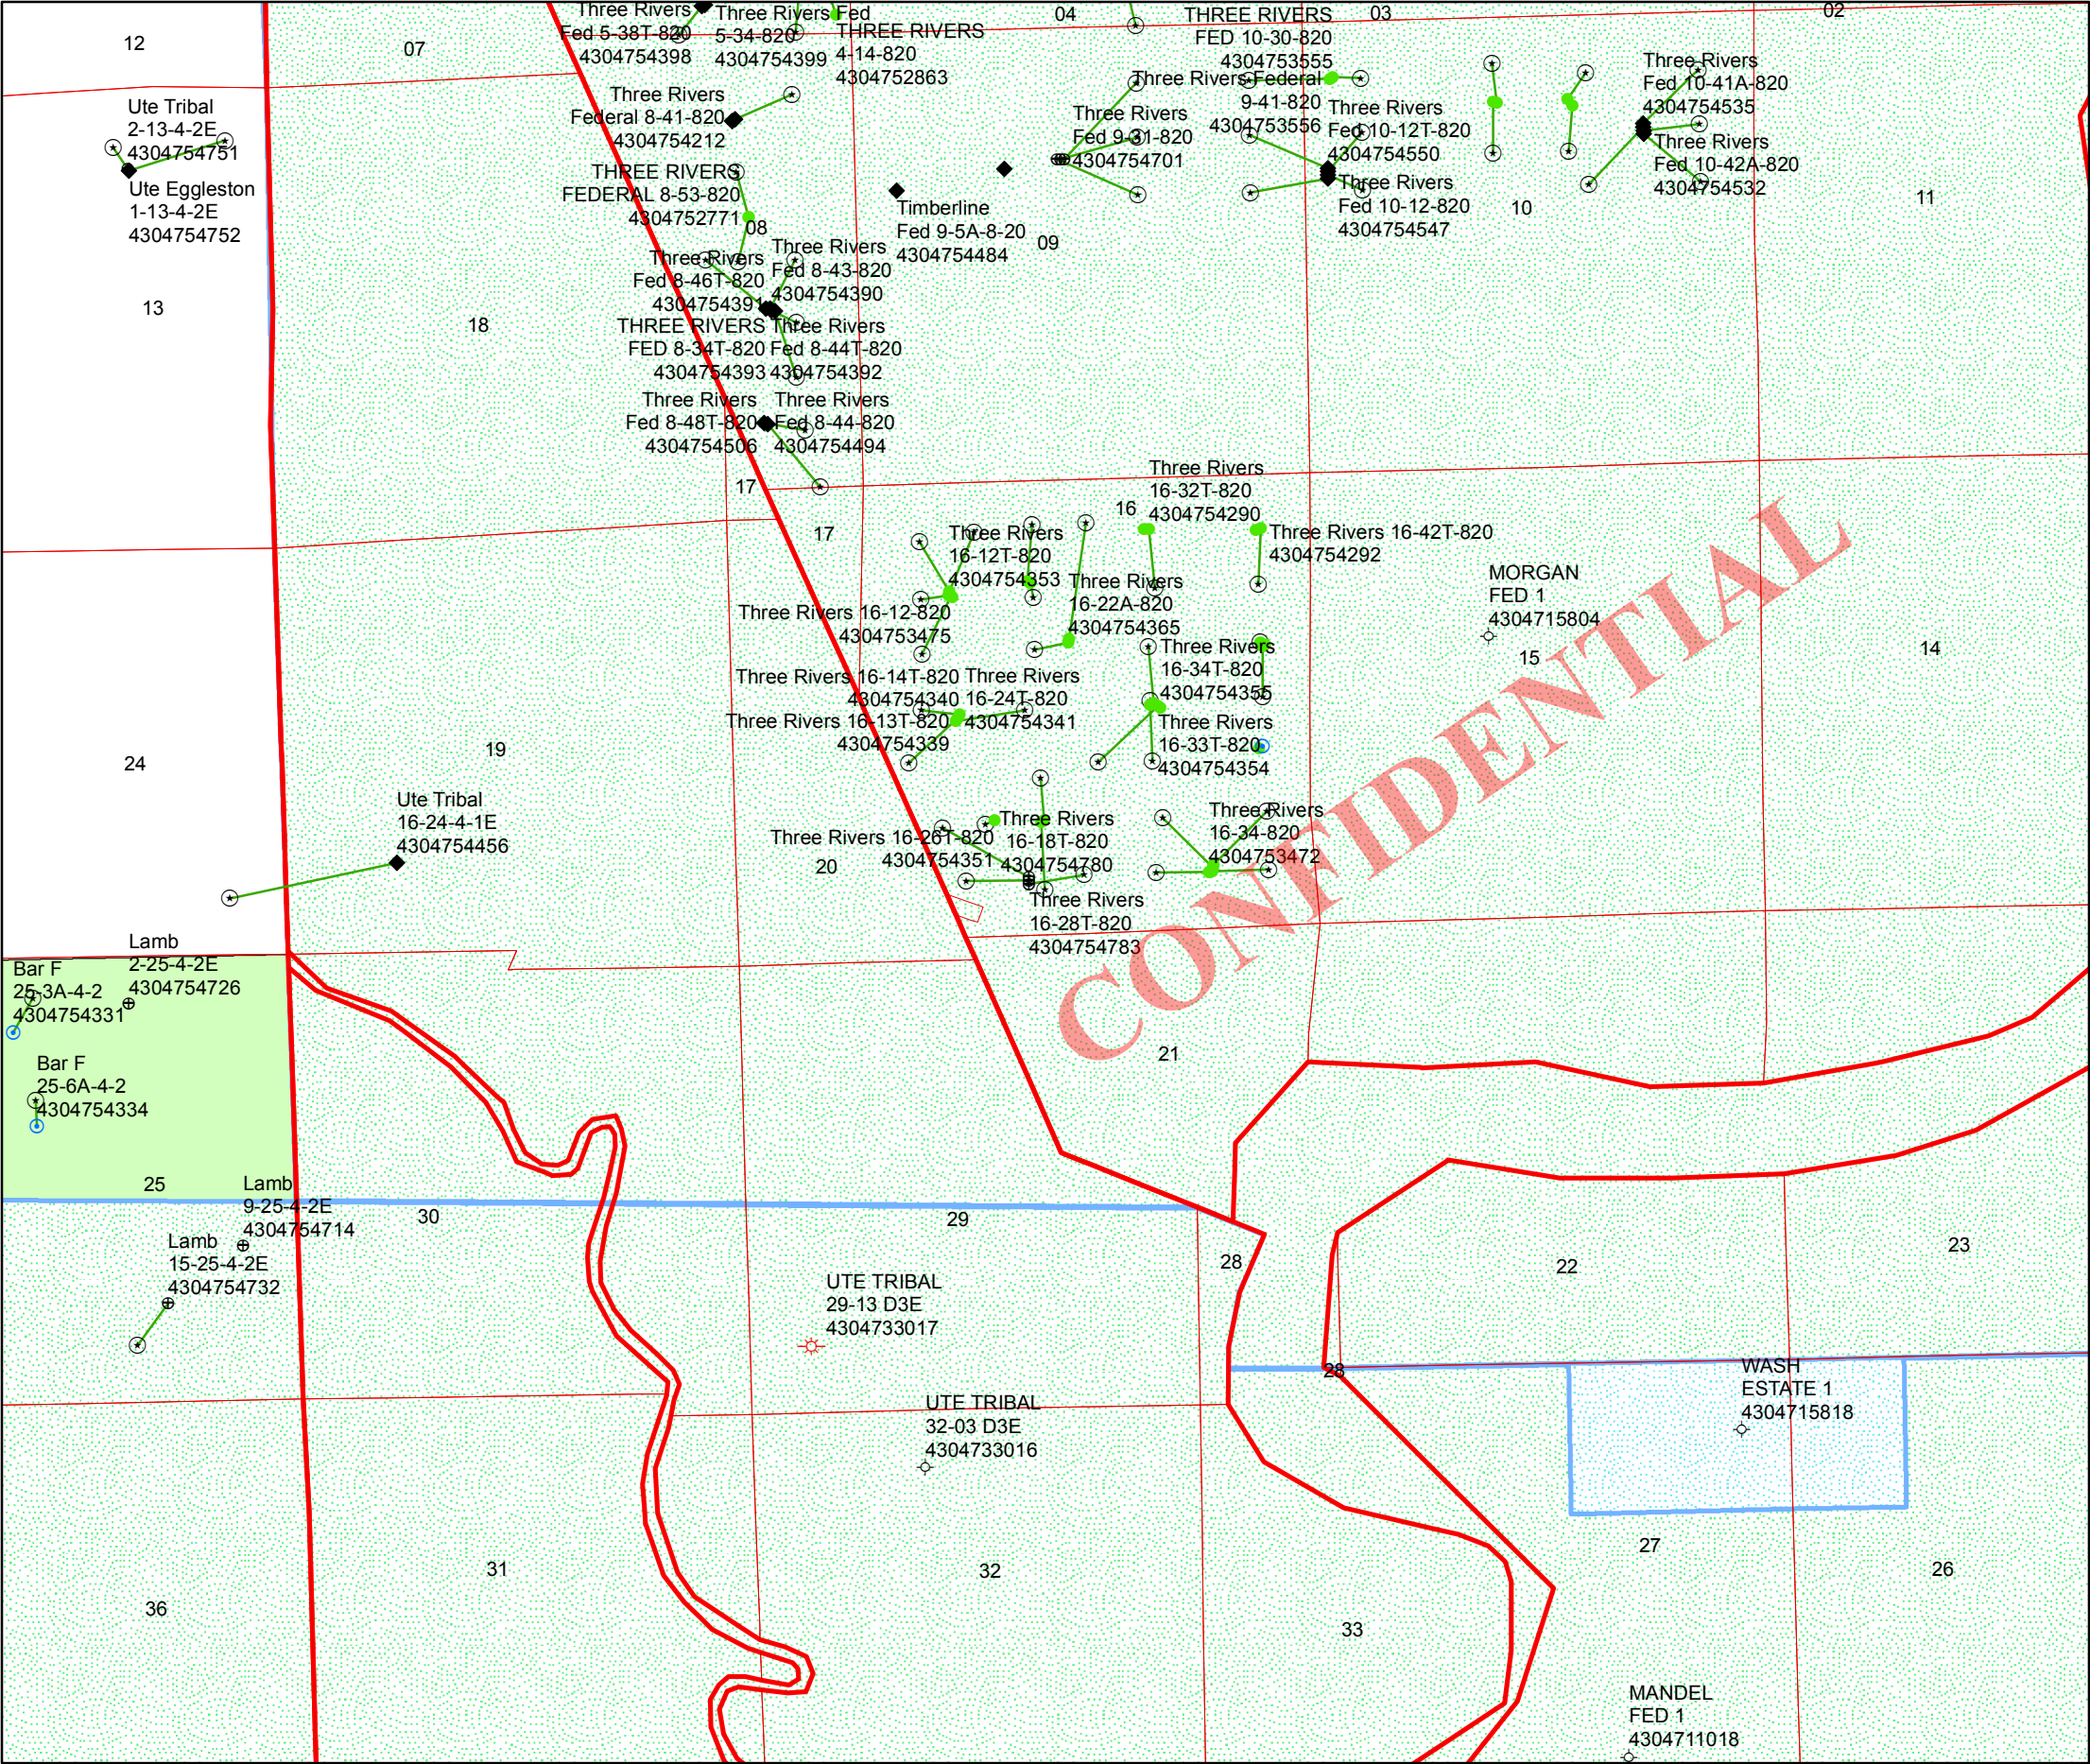 04
03
02
12
07
Three Rivers
Fed 5-38T-820
4304754398
Three Rivers Fed
5-34-820
4304754399
THREE RIVERS
4-14-820
4304752863
THREE RIVERS
FED 10-30-820
4304753555
Three Rivers Federal
9-41-820
4304753556
Three Rivers
Fed 10-41A-820
4304754535
Three Rivers
Federal 8-41-820
4304754212
Three Rivers
Fed 9-31-820
4304754701
Three Rivers
Fed 10-12T-820
4304754550
Three Rivers
Fed 10-42A-820
4304754532
Ute Tribal
2-13-4-2E
4304754751
Ute Eggleston
1-13-4-2E
4304754752
THREE RIVERS
FEDERAL 8-53-820
4304752771
08
Timberline
Fed 9-5A-8-20
4304754484
09
Three Rivers
Fed 10-12-820
4304754547
10
11
Three Rivers
Fed 8-46T-820
4304754391
Three Rivers
Fed 8-43-820
4304754390
13
18
THREE RIVERS
FED 8-34T-820
4304754393
Three Rivers
Fed 8-44T-820
4304754392
Three Rivers
Fed 8-48T-820
4304754506
Three Rivers
Fed 8-44-820
4304754494
17
17
16
Three Rivers
16-32T-820
4304754290
Three Rivers 16-42T-820
4304754292
Three Rivers
16-12T-820
4304754353
Three Rivers
16-22A-820
4304754365
MORGAN
FED 1
4304715804
15
14
Three Rivers 16-12-820
4304753475
Three Rivers
16-34T-820
4304754355
Three Rivers 16-14T-820
4304754340
Three Rivers
16-24T-820
4304754341
Three Rivers 16-13T-820
4304754339
Three Rivers
16-33T-820
4304754354
24
19
Ute Tribal
16-24-4-1E
4304754456
Three Rivers 16-26T-820
4304754351
Three Rivers
16-18T-820
4304754780
Three Rivers
16-34-820
4304753472
20
Three Rivers
16-28T-820
4304754783
CONFIDENTIAL
Lamb
2-25-4-2E
4304754726
Bar F
25-3A-4-2
4304754331
Bar F
25-6A-4-2
4304754334
21
25
Lamb
9-25-4-2E
4304754714
Lamb
15-25-4-2E
4304754732
30
29
28
22
23
UTE TRIBAL
29-13 D3E
4304733017
28
WASH
ESTATE 1
4304715818
UTE TRIBAL
32-03 D3E
4304733016
27
26
31
32
36
33
MANDEL
FED 1
4304711018